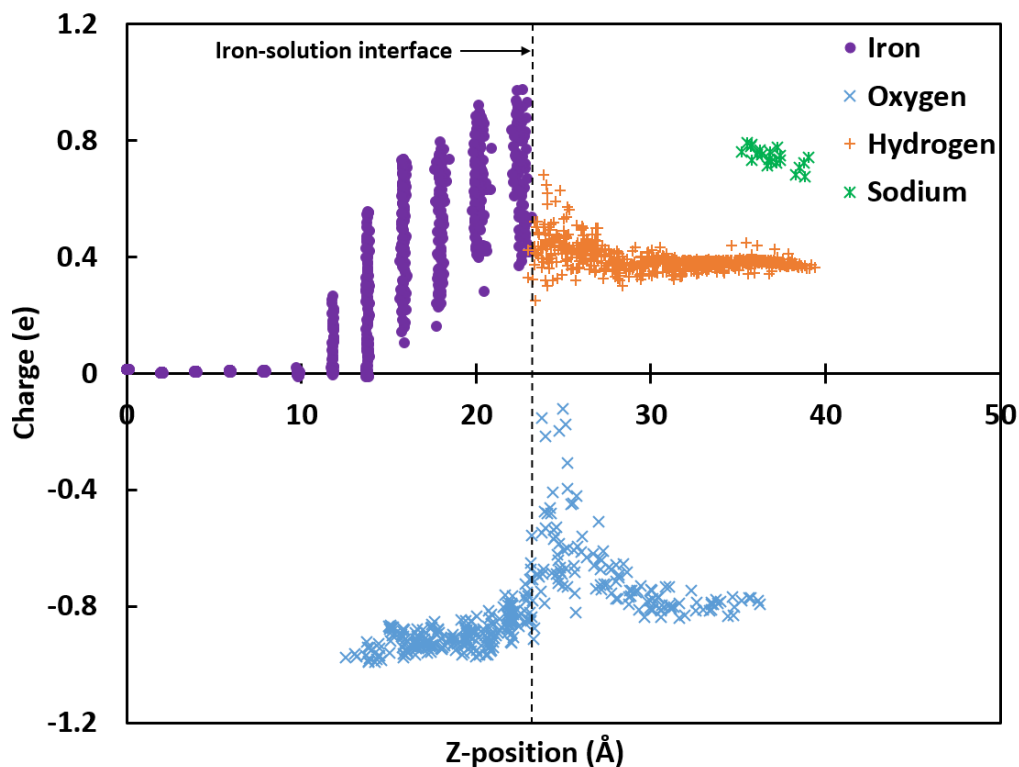 1.2
Iron-solution interface
Iron
Oxygen
0.8
Hydrogen
Sodium
0.4
0
0 10 20 30 40 50
-0.4
-0.8
-1.2
Charge (e)
Z-position (Å)